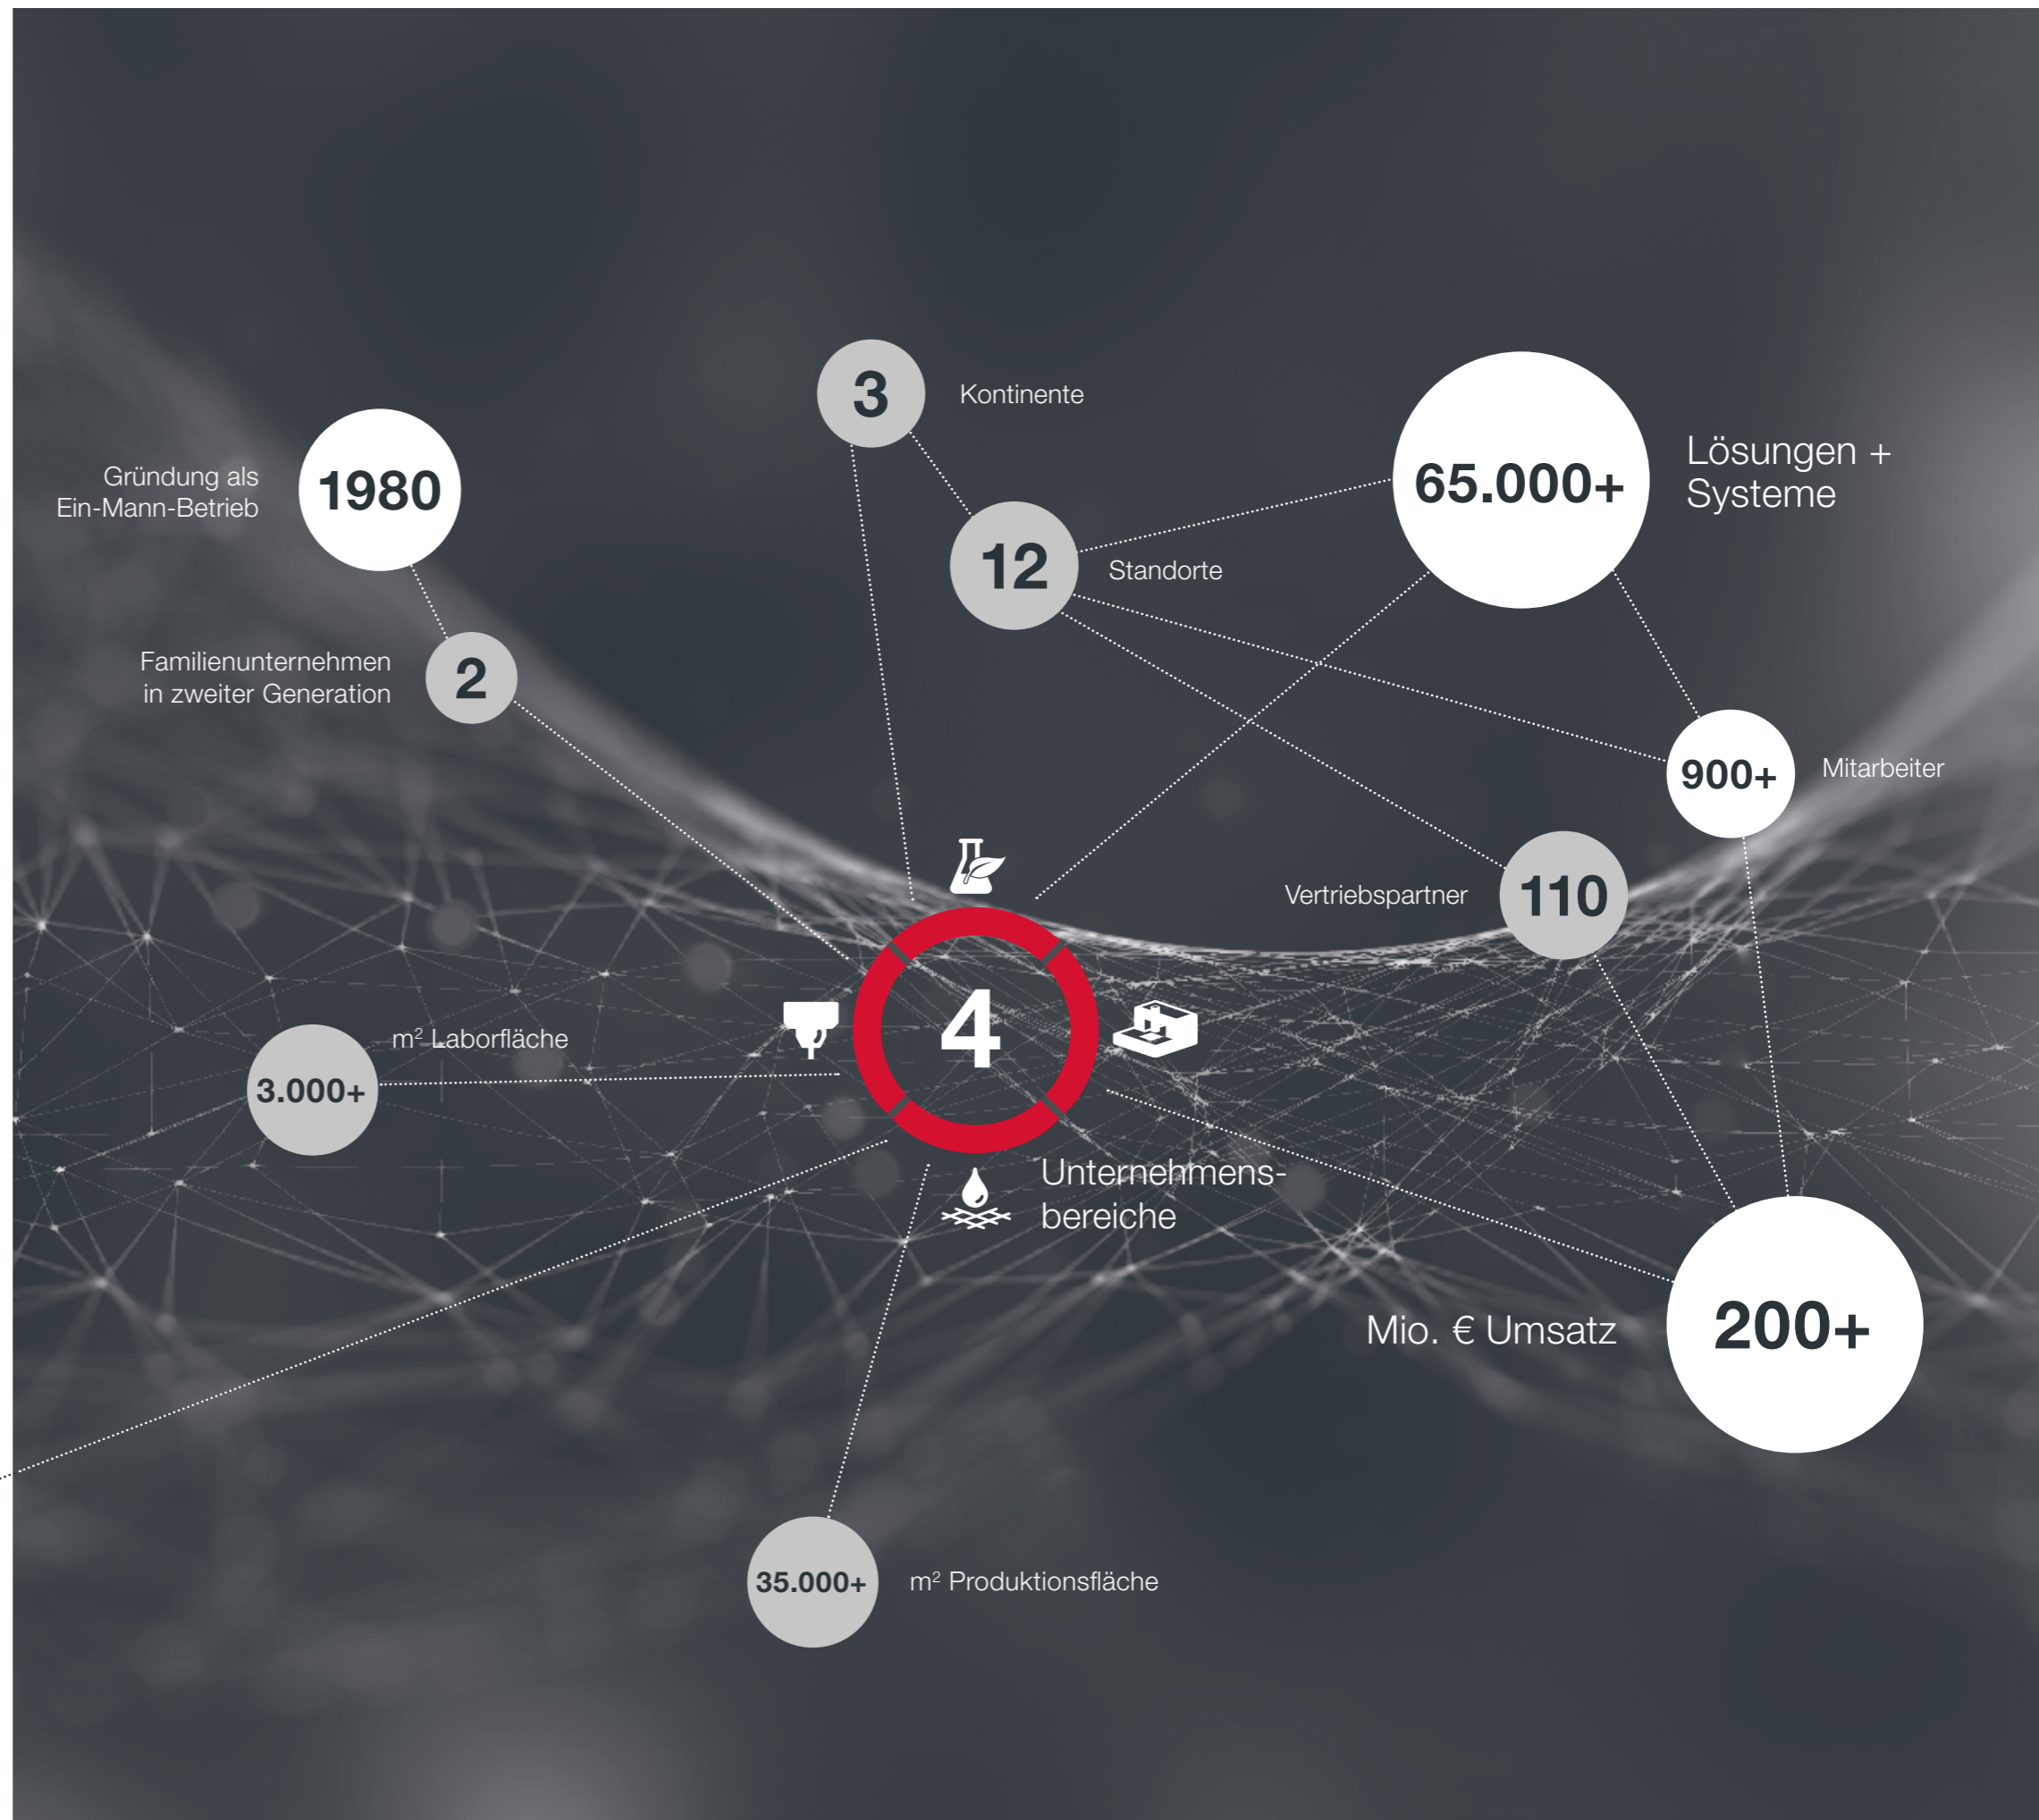 3
Kontinente
Gründung als
Ein-Mann-Betrieb
1980
65.000+
Lösungen +
Systeme
12
Standorte
Familienunternehmen
in zweiter Generation
2
900+
Mitarbeiter
Vertriebspartner
110
4
Unternehmens-
bereiche
m² Laborfläche
3.000+
Mio. € Umsatz
200+
35.000+
m² Produktionsfläche